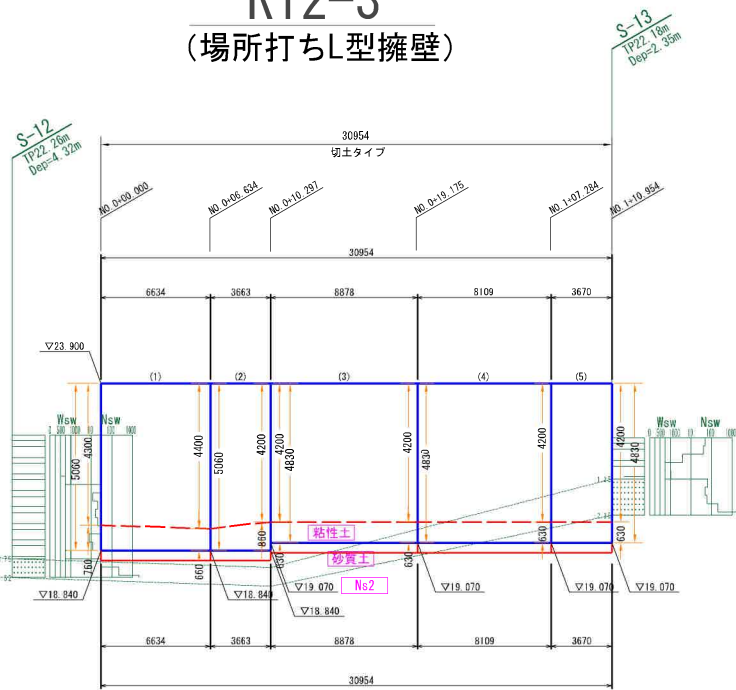 RT2-3
(場所打ちL型擁壁)
S-13
TP22.18m
Dep=2.35m
S-12
TP22.26m
Dep=4.32m
30954
切土タイプ
NO.0+00.000
NO.0+06.634
NO.0+10.297
NO.0+19.175
NO.1+07.284
NO.1+10.954
30954
6634 3663 8878 8109 3670
▽23.900
(1) (2) (3) (4) (5)
Wsw Nsw
Wsw Nsw
5060 4300 4400 5060 4200 4200 4830 4200 4830 4200 4200 4830
粘性土
860 630 630
砂質土
760 660 630 630
Ns2
▽18.840 ▽18.840 ▽19.070 ▽19.070 ▽19.070 ▽19.070
▽18.840
6634 3663 8878 8109 3670
30954